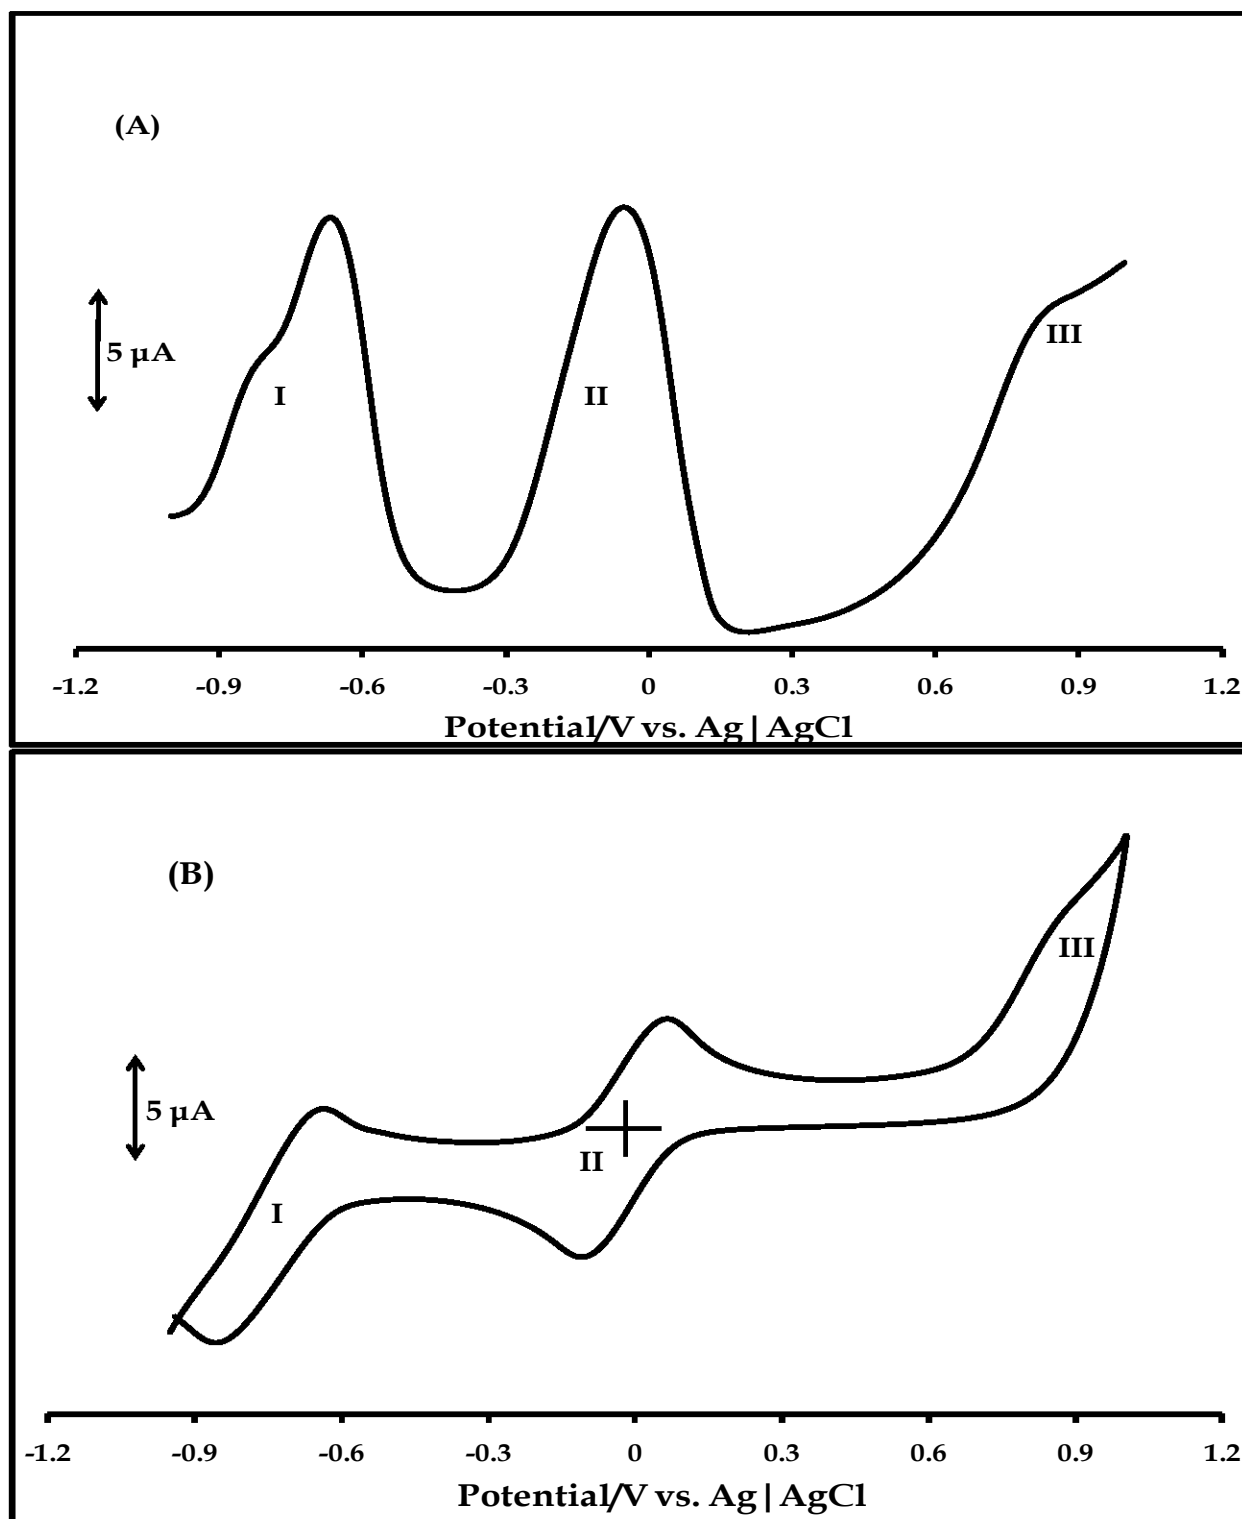 (A)
5 µA
I
II
III
-1.2 -0.9 -0.6 -0.3 0 0.3 0.6 0.9 1.2
Potential/V vs. Ag|AgCl
(B)
5 µA
I
II
III
-1.2 -0.9 -0.6 -0.3 0 0.3 0.6 0.9 1.2
Potential/V vs. Ag|AgCl